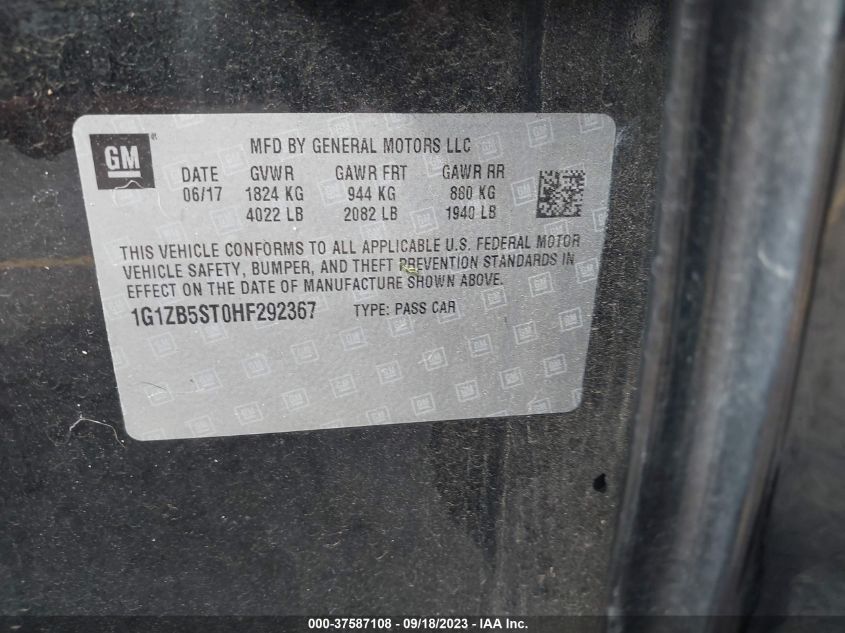 GM
MFD BY GENERAL MOTORS LLC
DATE GVWR GAWR FRT GAWR RR
06/17 1824 KG 944 KG 880 KG
4022 LB 2082 LB 1940 LB
THIS VEHICLE CONFORMS TO ALL APPLICABLE U.S. FEDERAL MOTOR
VEHICLE SAFETY, BUMPER, AND THEFT PREVENTION STANDARDS IN
EFFECT ON THE DATE OF MANUFACTURE SHOWN ABOVE.
1G1ZB5ST0HF292367 TYPE: PASS CAR
000-37587108 - 09/18/2023 - IAA, Inc.